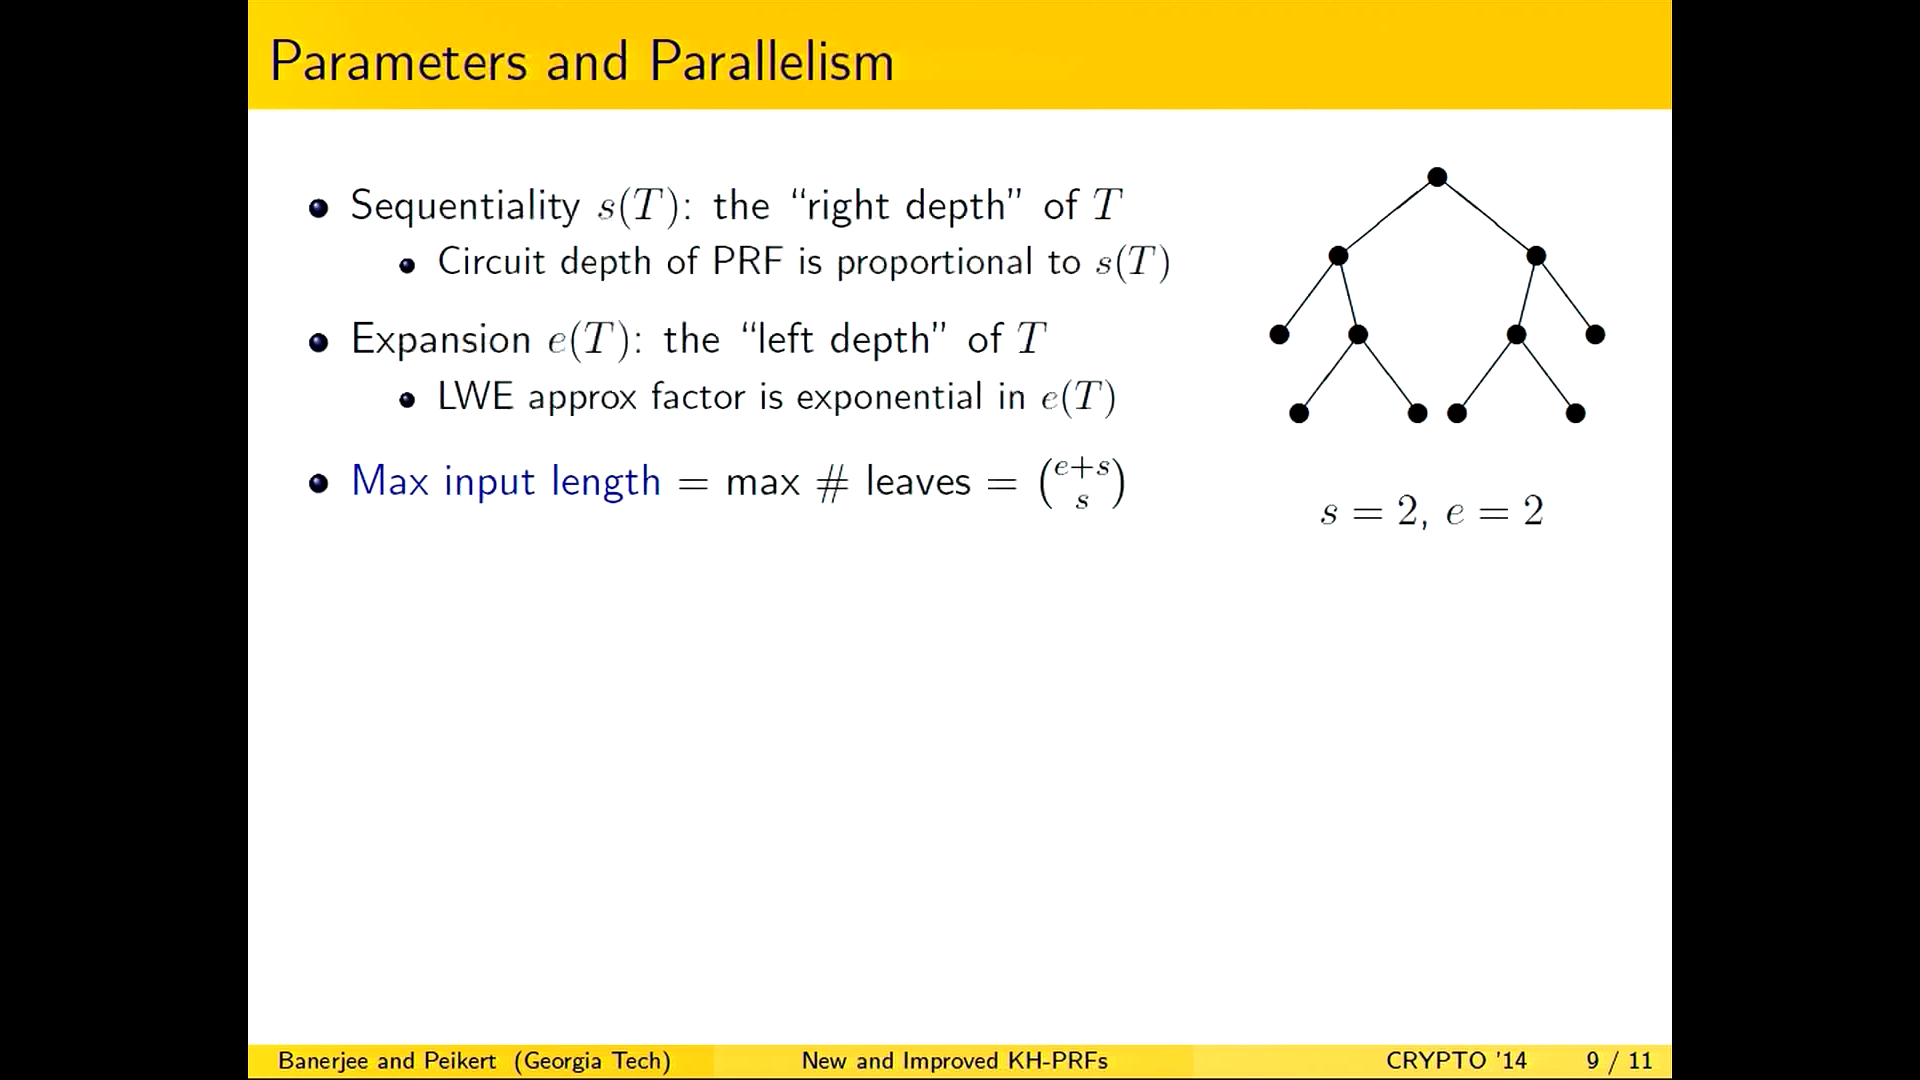 Parameters and Parallelism
Sequentiality s(T): the “right depth” of T
Circuit depth of PRF is proportional to s(T)
Expansion e(T): the “left depth” of T
LWE approx factor is exponential in e(T)
Max input length = max # leaves = (e+s s)
s = 2, e = 2
Banerjee and Peikert (Georgia Tech) New and Improved KH-PRFs CRYPTO '14 9 / 11